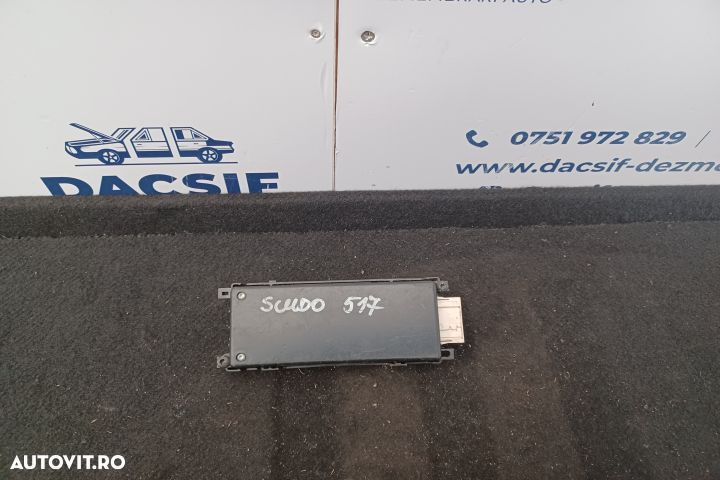 0751 972 829 /
www.dacsif-dezm
DACSIF
SCUDO 517
AUTOVIT.RO